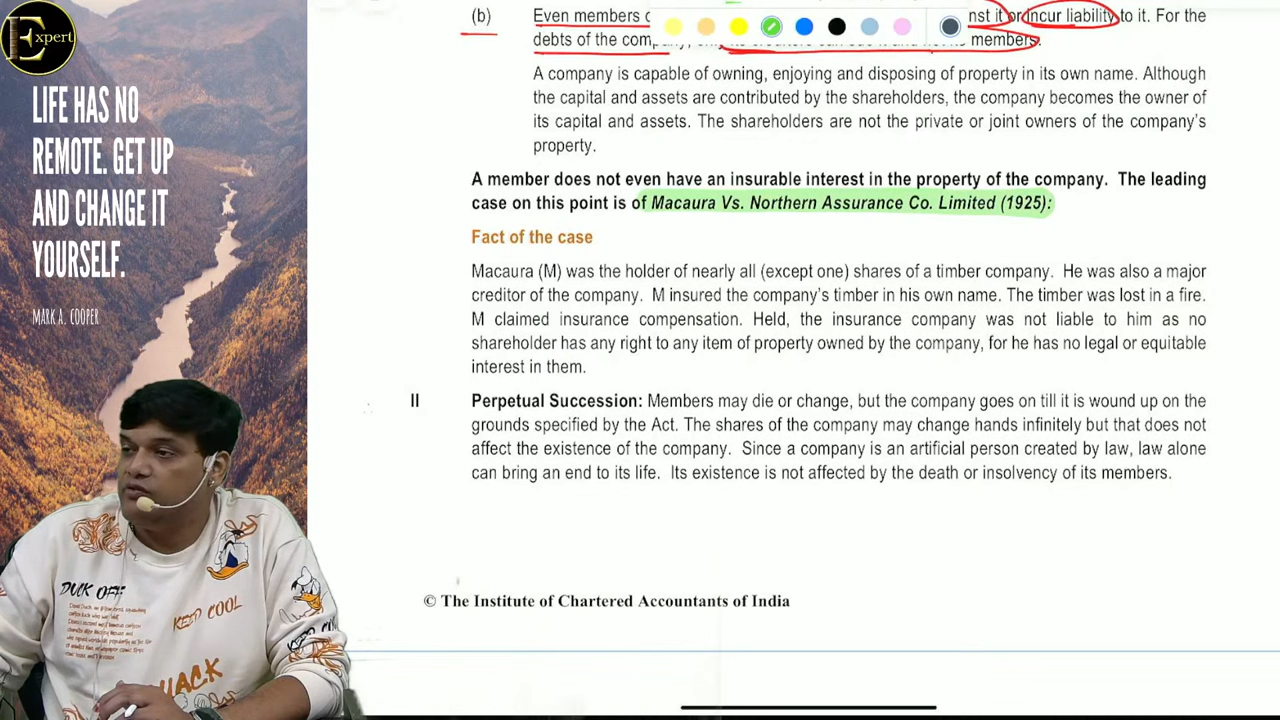 Expert
LIFE HAS NO
REMOTE. GET UP
AND CHANGE IT
YOURSELF.
MARK A. COOPER
(b) Even members nst it or incur liability to it. For the
debts of the company, only its creditors can sue it and not its members.
A company is capable of owning, enjoying and disposing of property in its own name. Although
the capital and assets are contributed by the shareholders, the company becomes the owner of
its capital and assets. The shareholders are not the private or joint owners of the company's
property.
A member does not even have an insurable interest in the property of the company. The leading
case on this point is of Macaura Vs. Northern Assurance Co. Limited (1925):
Fact of the case
Macaura (M) was the holder of nearly all (except one) shares of a timber company. He was also a major
creditor of the company. M insured the company's timber in his own name. The timber was lost in a fire.
M claimed insurance compensation. Held, the insurance company was not liable to him as no
shareholder has any right to any item of property owned by the company, for he has no legal or equitable
interest in them.
II Perpetual Succession: Members may die or change, but the company goes on till it is wound up on the
grounds specified by the Act. The shares of the company may change hands infinitely but that does not
affect the existence of the company. Since a company is an artificial person created by law, law alone
can bring an end to its life. Its existence is not affected by the death or insolvency of its members.
© The Institute of Chartered Accountants of India
DUCK OFF
KEEP COOL